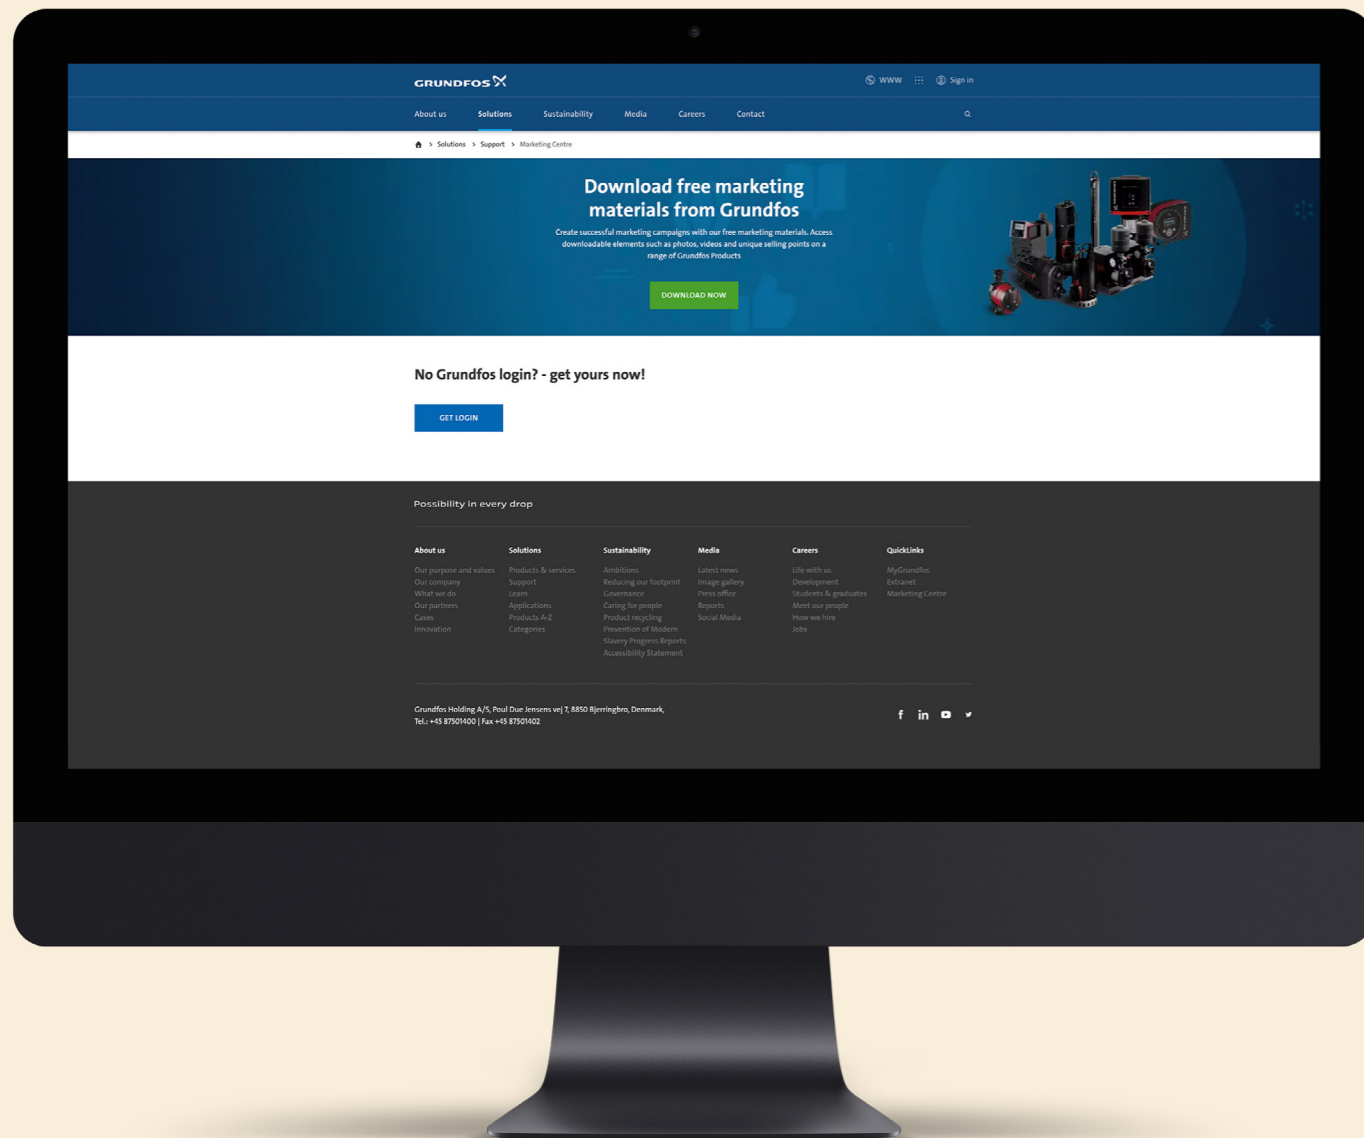 GRUNDFOS
WWW
Sign in
About us
Solutions
Sustainability
Media
Careers
Contact
> Solutions > Support > Marketing Centre
Download free marketing
materials from Grundfos
Create successful marketing campaigns with our free marketing materials. Access
downloadable elements such as photos, videos and unique selling points on a
range of Grundfos Products
DOWNLOAD NOW
No Grundfos login? - get yours now!
GET LOGIN
Possibility in every drop
About us
Our purpose and values
Our company
What we do
Our partners
Cases
Innovation
Solutions
Products & services
Support
Learn
Applications
Products A-Z
Categories
Sustainability
Ambitions
Reducing our footprint
Governance
Caring for people
Product recycling
Prevention of Modern
Slavery Progress Reports
Accessibility Statement
Media
Latest news
Image gallery
Press office
Reports
Social Media
Careers
Life with us
Development
Students & graduates
Meet our people
How we hire
Jobs
QuickLinks
MyGrundfos
Extranet
Marketing Centre
Grundfos Holding A/S, Poul Due Jensens vej 7, 8850 Bjerringbro, Denmark,
Tel.: +45 87501400 | Fax +45 87501402